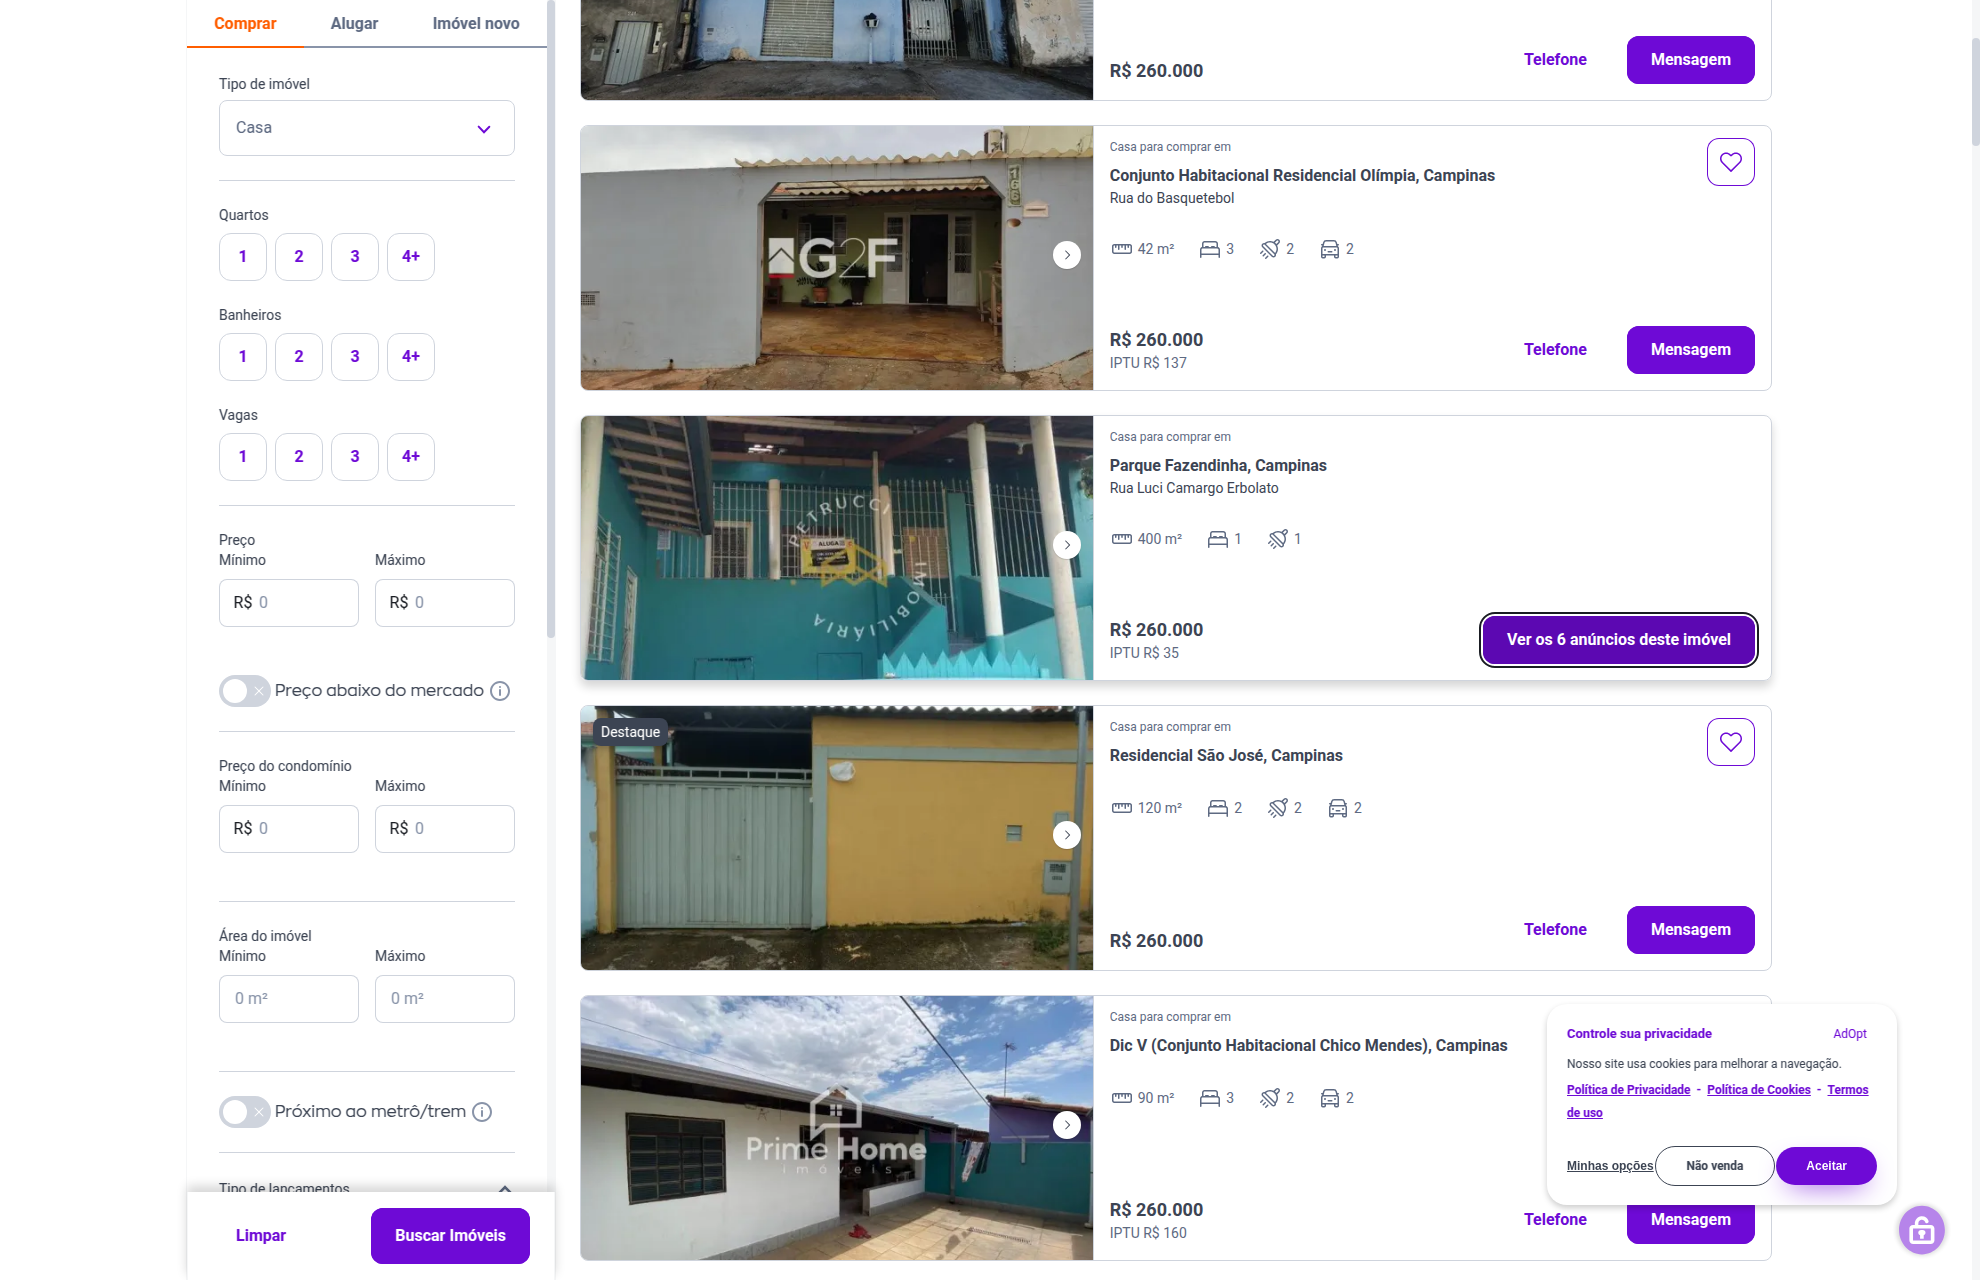 Comprar
Alugar
Imóvel novo
Tipo de imóvel
Casa
Quartos
1
2
3
4+
Banheiros
1
2
3
4+
Vagas
1
2
3
4+
Preço
Mínimo
Máximo
R$ 0
R$ 0
Preço abaixo do mercado
Preço do condomínio
Mínimo
Máximo
R$ 0
R$ 0
Área do imóvel
Mínimo
Máximo
0 m²
0 m²
Próximo ao metrô/trem
Tipo de lançamentos
Limpar
Buscar Imóveis
R$ 260.000
Telefone
Mensagem
166
G2F
Casa para comprar em
Conjunto Habitacional Residencial Olímpia, Campinas
Rua do Basquetebol
42 m²
3
2
2
R$ 260.000
IPTU R$ 137
Telefone
Mensagem
PETRUCCI
IMOBILIÁRIA
ALUGA
Casa para comprar em
Parque Fazendinha, Campinas
Rua Luci Camargo Erbolato
400 m²
1
1
R$ 260.000
IPTU R$ 35
Ver os 6 anúncios deste imóvel
Destaque
Casa para comprar em
Residencial São José, Campinas
120 m²
2
2
2
R$ 260.000
Telefone
Mensagem
Prime Home
imóveis
Casa para comprar em
Dic V (Conjunto Habitacional Chico Mendes), Campinas
90 m²
3
2
2
R$ 260.000
IPTU R$ 160
Telefone
Mensagem
Controle sua privacidade
AdOpt
Nosso site usa cookies para melhorar a navegação.
Política de Privacidade - Política de Cookies - Termos
de uso
Minhas opções
Não venda
Aceitar